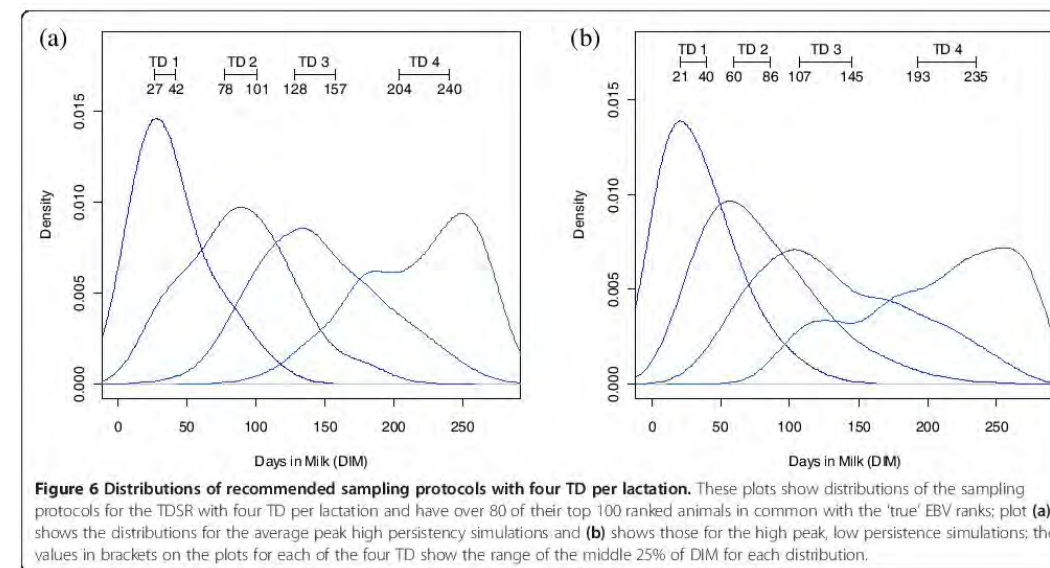 (a)
TD 1 TD 2 TD 3 TD 4
27 42 78 101 128 157 204 240
0.015
0.010
0.005
0.000
Density
0 50 100 150 200 250
Days in Milk (DIM)
(b)
TD 1 TD 2 TD 3 TD 4
21 40 60 86 107 145 193 235
0.015
0.010
0.005
0.000
Density
0 50 100 150 200 250
Days in Milk (DIM)
Figure 6 Distributions of recommended sampling protocols with four TD per lactation. These plots show distributions of the sampling
protocols for the TDSR with four TD per lactation and have over 80 of their top 100 ranked animals in common with the 'true' EBV ranks; plot (a)
shows the distributions for the average peak high persistency simulations and (b) shows those for the high peak, low persistence simulations; the
values in brackets on the plots for each of the four TD show the range of the middle 25% of DIM for each distribution.